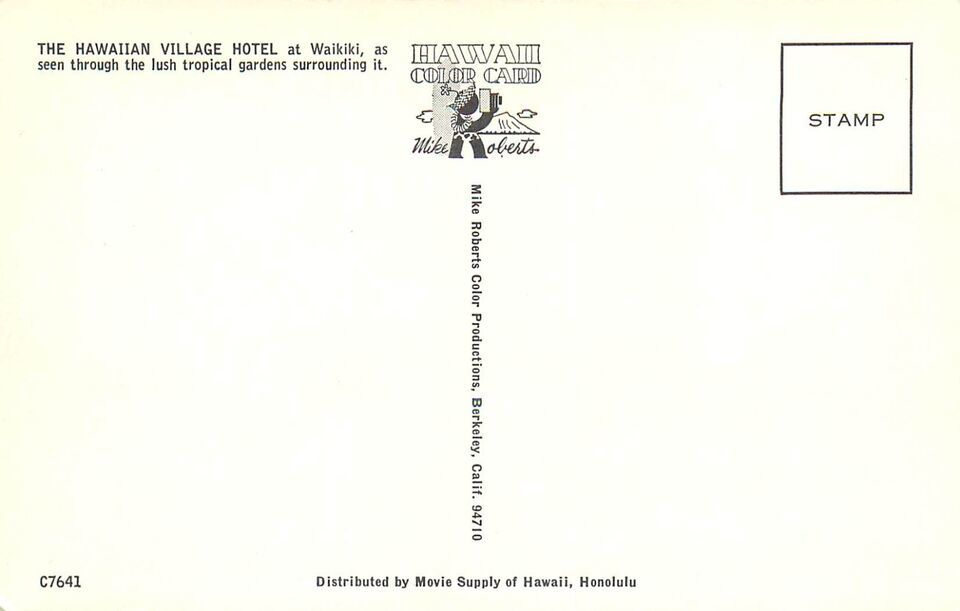 THE HAWAIIAN VILLAGE HOTEL at Waikiki, as
seen through the lush tropical gardens surrounding it.
HAWAII
COLOR CARD
Mike Roberts
STAMP
Mike Roberts Color Productions, Berkeley, Calif. 94710
C7641
Distributed by Movie Supply of Hawaii, Honolulu